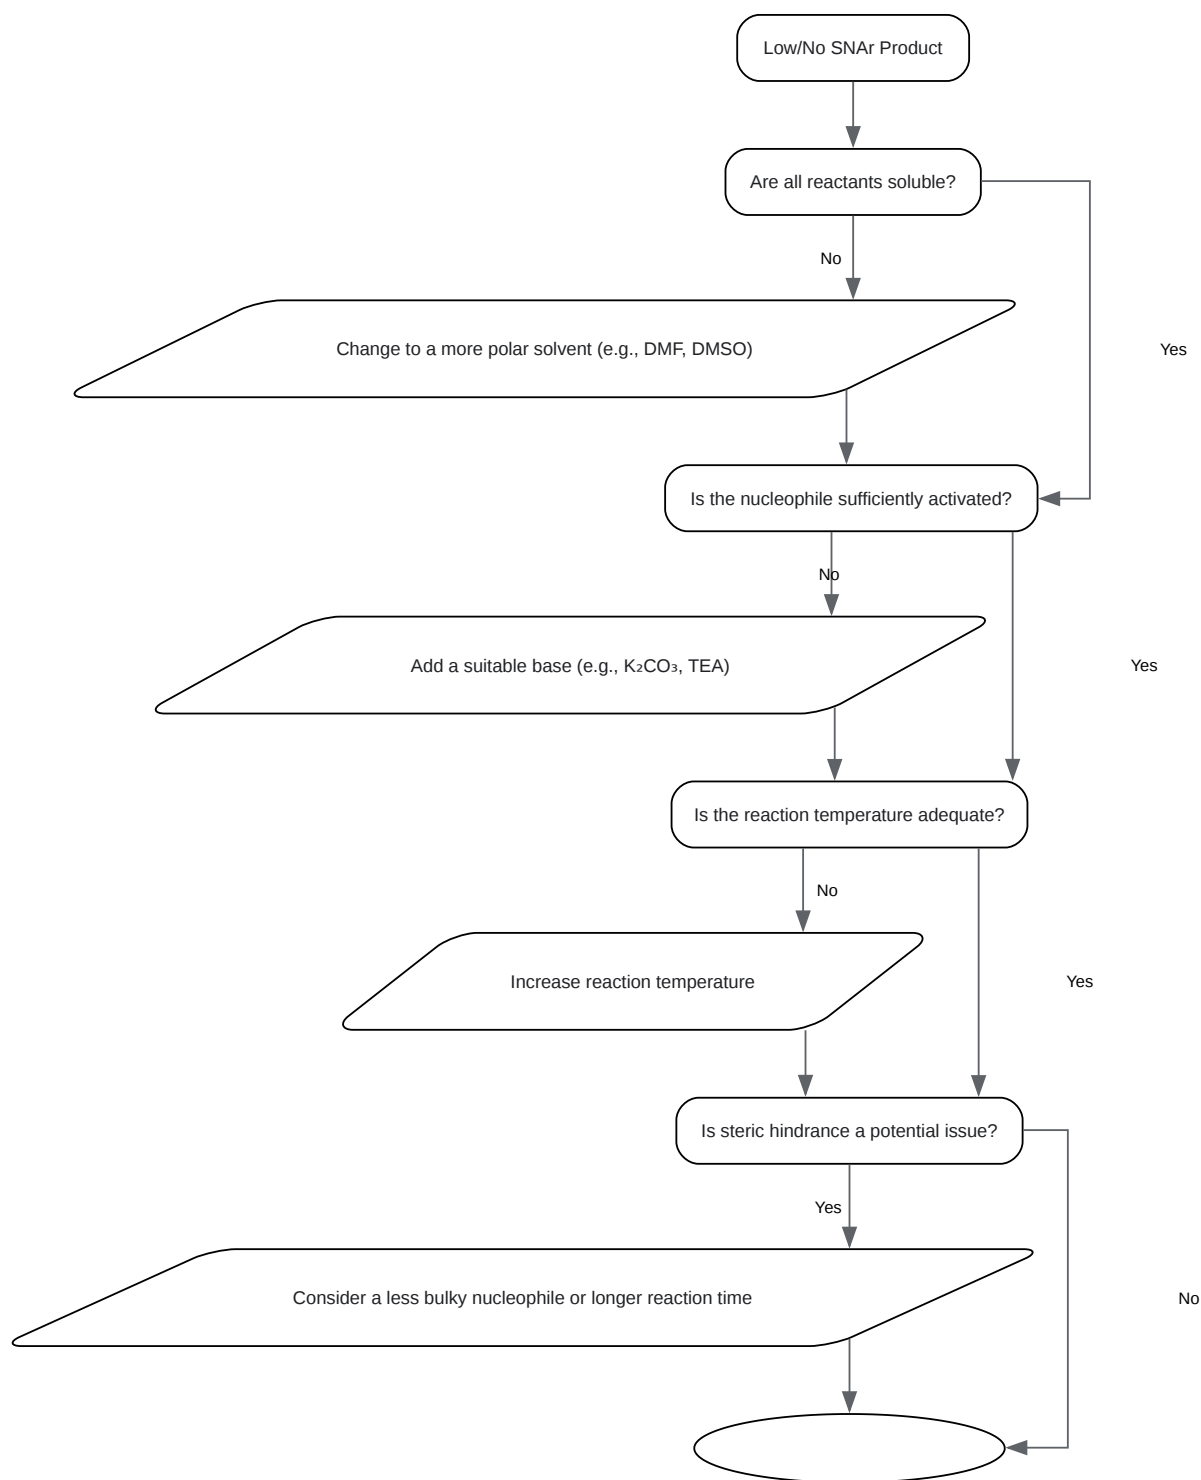 Low/No SNAr Product
Are all reactants soluble?
No
Change to a more polar solvent (e.g., DMF, DMSO)
Yes
Is the nucleophile sufficiently activated?
No
Add a suitable base (e.g., K₂CO₃, TEA)
Yes
Is the reaction temperature adequate?
No
Increase reaction temperature
Yes
Is steric hindrance a potential issue?
Yes
Consider a less bulky nucleophile or longer reaction time
No